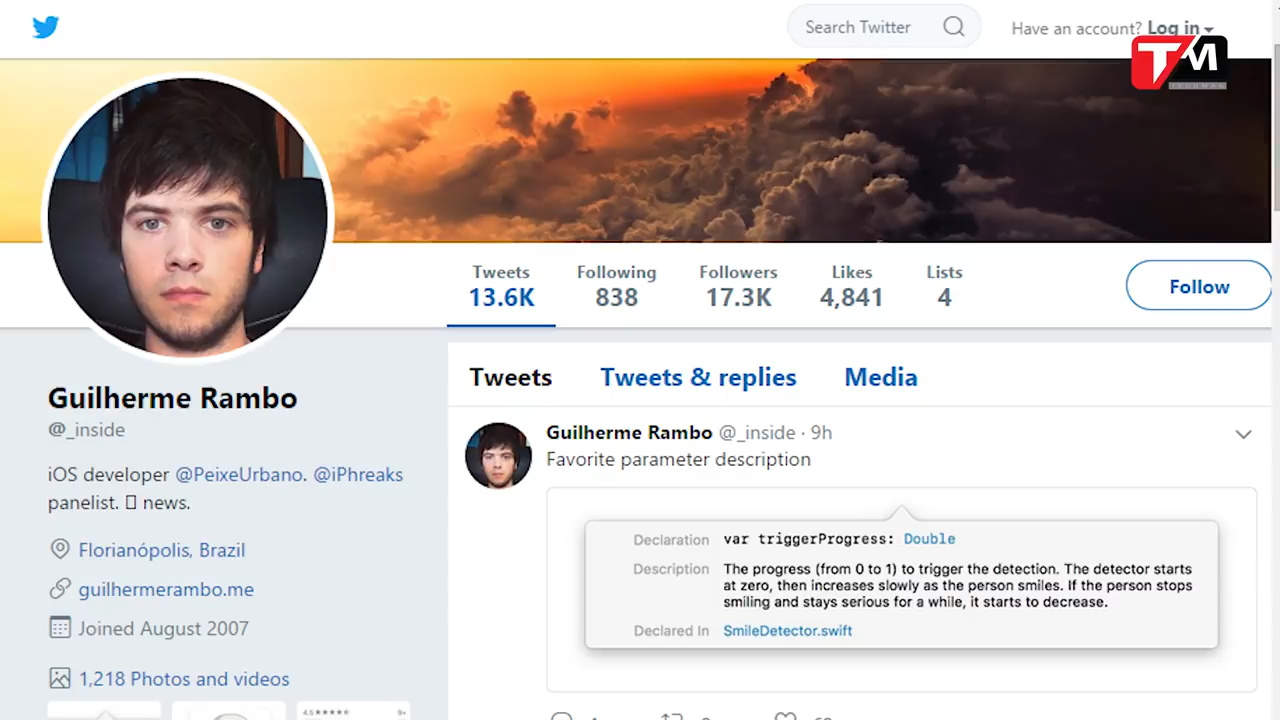 Search Twitter
Have an account? Log in
TM
Tweets Following Followers Likes Lists
13.6K 838 17.3K 4,841 4
Follow
Guilherme Rambo
@_inside
iOS developer @PeixeUrbano. @iPhreaks
panelist. news.
Florianópolis, Brazil
guilhermerambo.me
Joined August 2007
1,218 Photos and videos
Tweets Tweets & replies Media
Guilherme Rambo @_inside · 9h
Favorite parameter description
Declaration var triggerProgress: Double
Description The progress (from 0 to 1) to trigger the detection. The detector starts
at zero, then increases slowly as the person smiles. If the person stops
smiling and stays serious for a while, it starts to decrease.
Declared In SmileDetector.swift